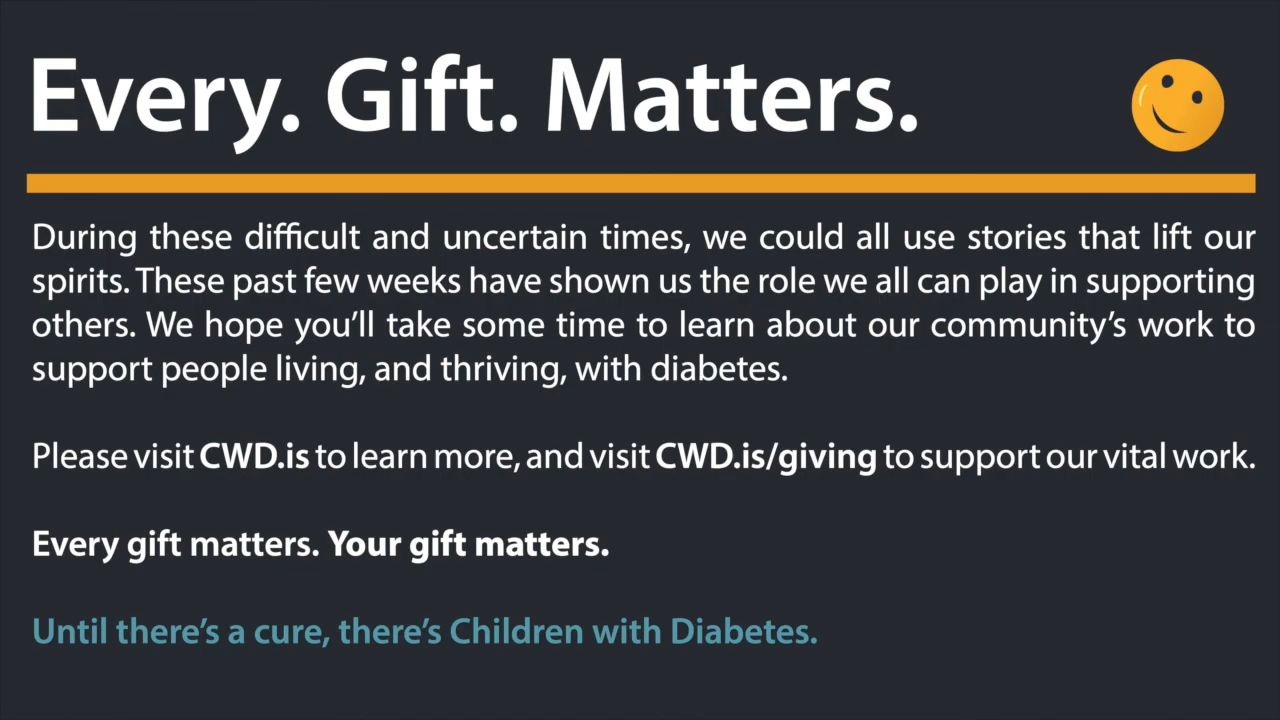 Every. Gift. Matters.
During these difficult and uncertain times, we could all use stories that lift our
spirits. These past few weeks have shown us the role we all can play in supporting
others. We hope you’ll take some time to learn about our community’s work to
support people living, and thriving, with diabetes.
Please visit CWD.is to learn more, and visit CWD.is/giving to support our vital work.
Every gift matters. Your gift matters.
Until there’s a cure, there’s Children with Diabetes.